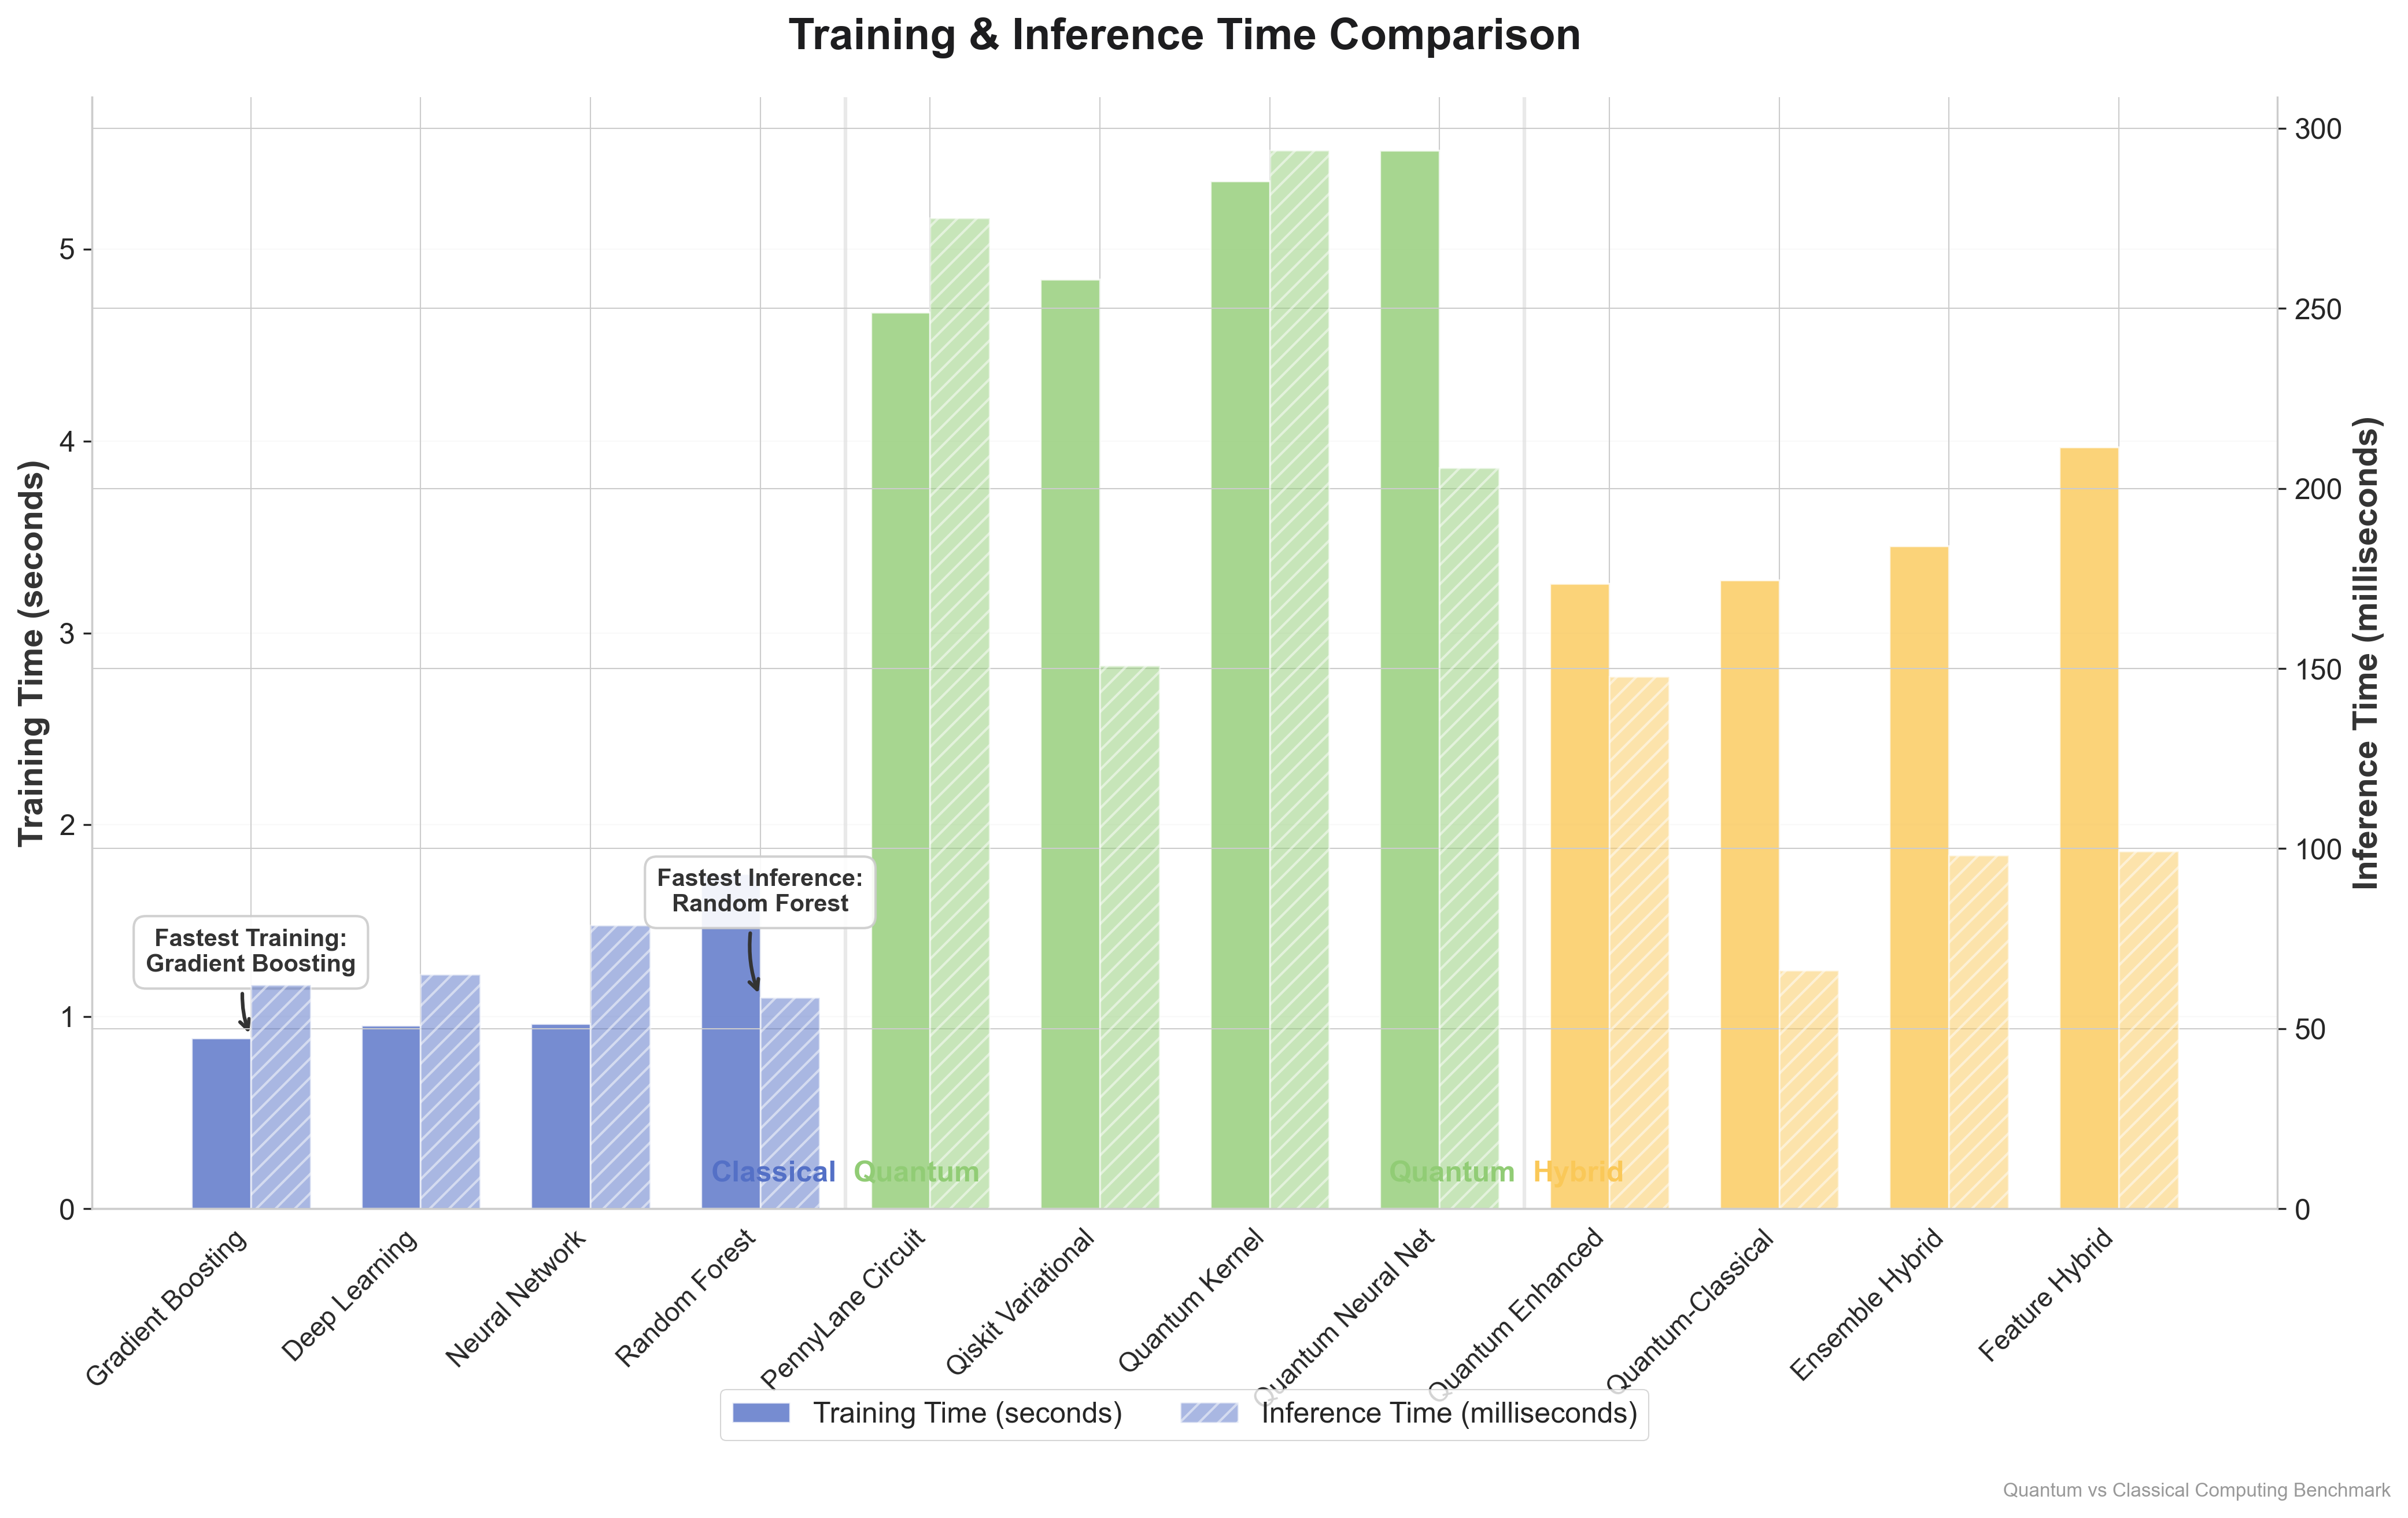 Training & Inference Time Comparison
Training Time (seconds)
5
4
3
2
1
0
300
250
200
150
100
50
0
Inference Time (milliseconds)
Fastest Training:
Gradient Boosting
Fastest Inference:
Random Forest
Classical
Quantum
Quantum
Hybrid
Gradient Boosting
Deep Learning
Neural Network
Random Forest
PennyLane Circuit
Qiskit Variational
Quantum Kernel
Quantum Neural Net
Quantum Enhanced
Quantum-Classical
Ensemble Hybrid
Feature Hybrid
Training Time (seconds)
Inference Time (milliseconds)
Quantum vs Classical Computing Benchmark